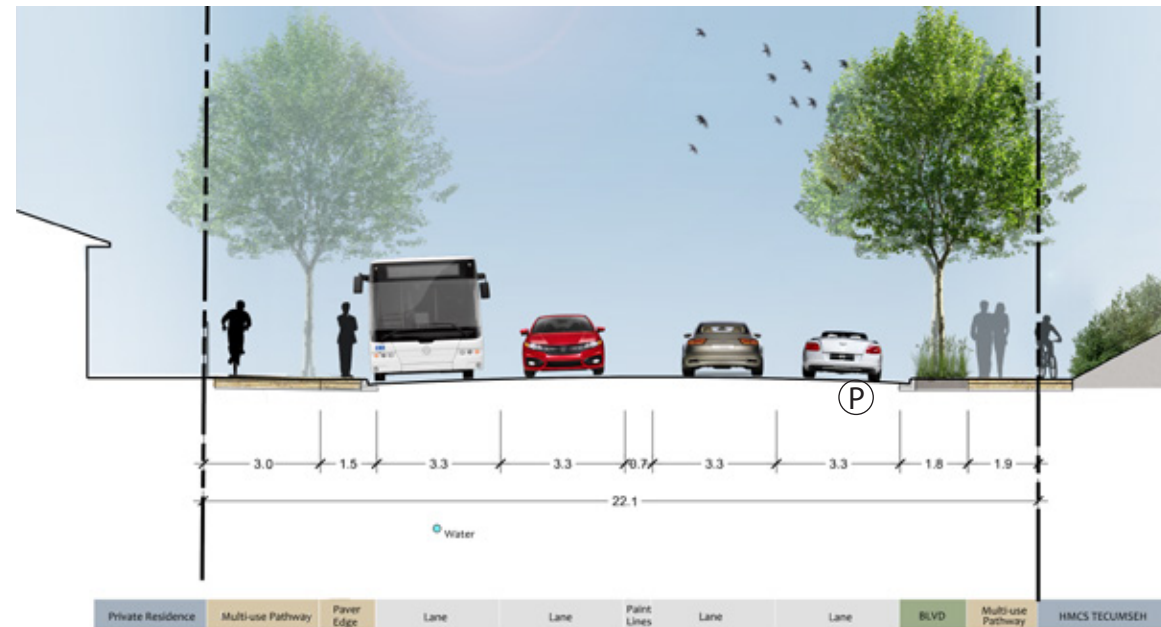 P
3.0 1.5 3.3 3.3 0.7 3.3 3.3 1.8 1.9
22.1
Water
Private Residence Multi-use Pathway Paver Edge Lane Lane Paint Lines Lane Lane BLVD Multi-use Pathway HMCS TECUMSEH